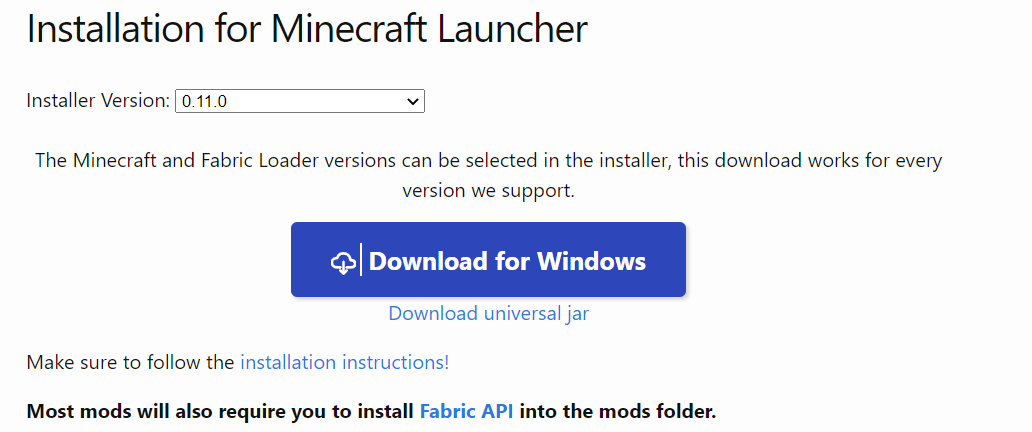 Installation for Minecraft Launcher
Installer Version: 0.11.0
The Minecraft and Fabric Loader versions can be selected in the installer, this download works for every
version we support.
Download for Windows
Download universal jar
Make sure to follow the installation instructions!
Most mods will also require you to install Fabric API into the mods folder.